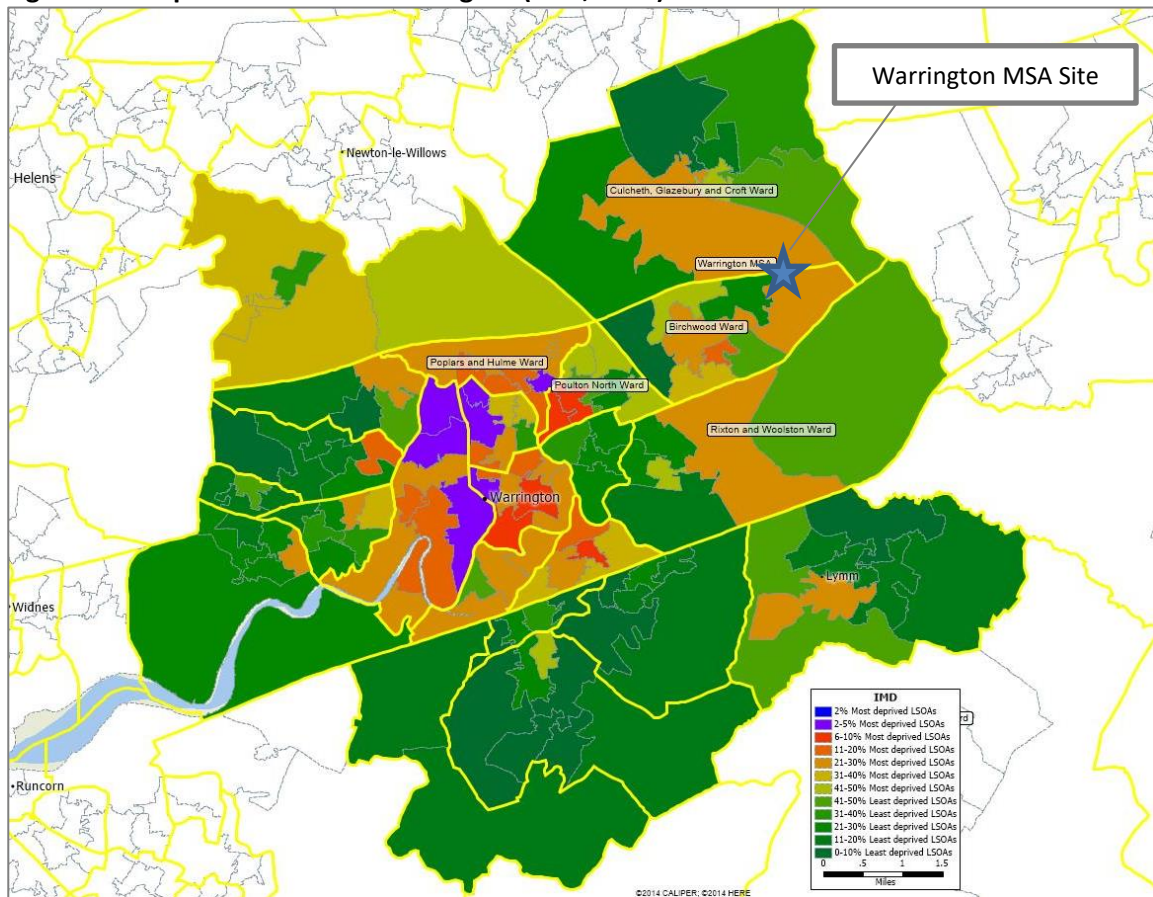 Warrington MSA Site
Newton-le-Willows
Helens
Culcheth, Glazebury and Croft Ward
Warrington MSA
Birchwood Ward
Poplars and Hulme Ward
Poulton North Ward
Rixton and Woolston Ward
Warrington
Lymm
Widnes
Runcorn
IMD
2% Most deprived LSOAs
2-5% Most deprived LSOAs
6-10% Most deprived LSOAs
11-20% Most deprived LSOAs
21-30% Most deprived LSOAs
31-40% Most deprived LSOAs
41-50% Most deprived LSOAs
41-50% Least deprived LSOAs
31-40% Least deprived LSOAs
21-30% Least deprived LSOAs
11-20% Least deprived LSOAs
0-10% Least deprived LSOAs
0 .5 1 1.5
Miles
©2014 CALIPER; ©2014 HERE